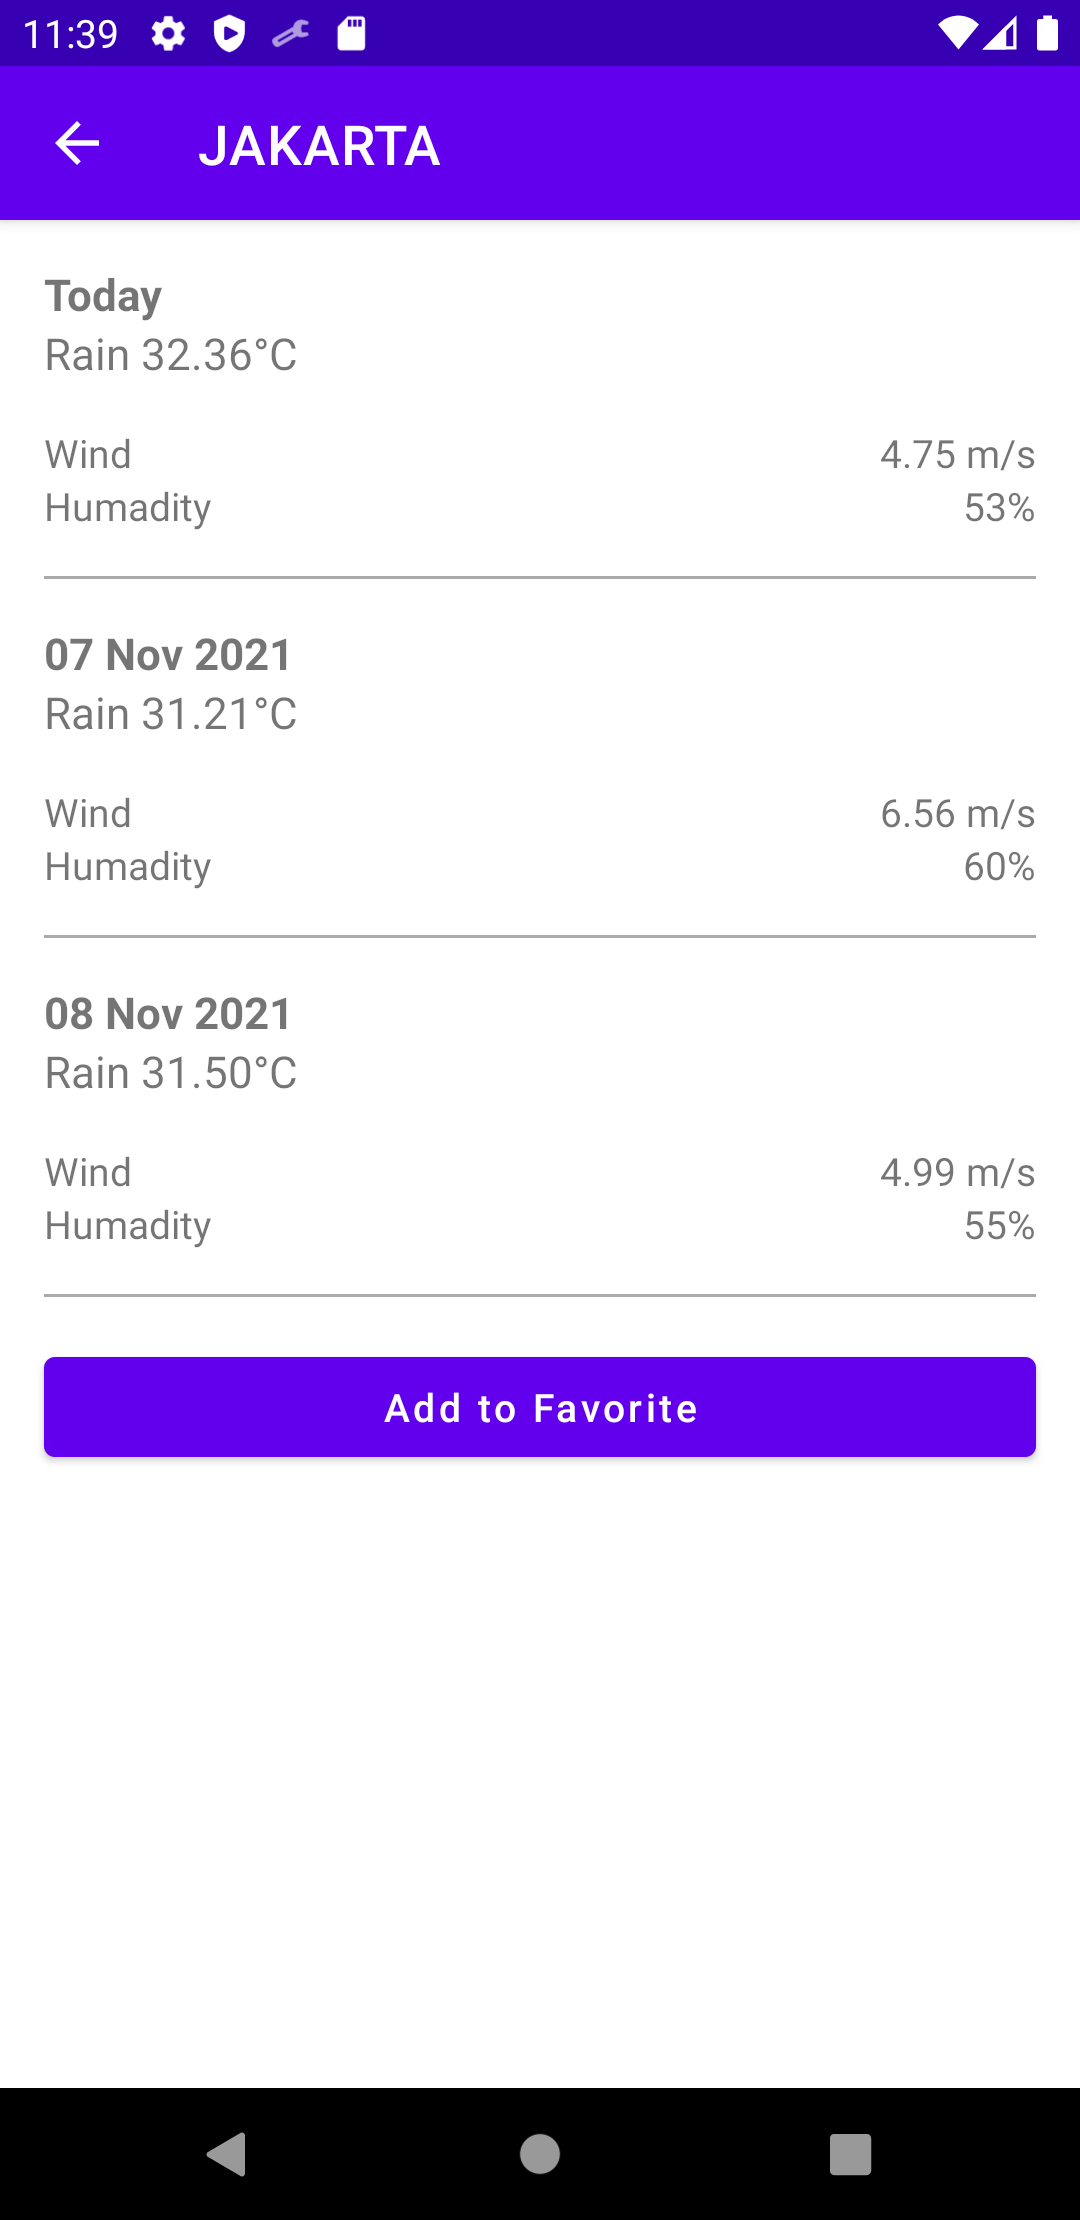 11:39
JAKARTA
Today
Rain 32.36°C
Wind 4.75 m/s
Humadity 53%
07 Nov 2021
Rain 31.21°C
Wind 6.56 m/s
Humadity 60%
08 Nov 2021
Rain 31.50°C
Wind 4.99 m/s
Humadity 55%
Add to Favorite